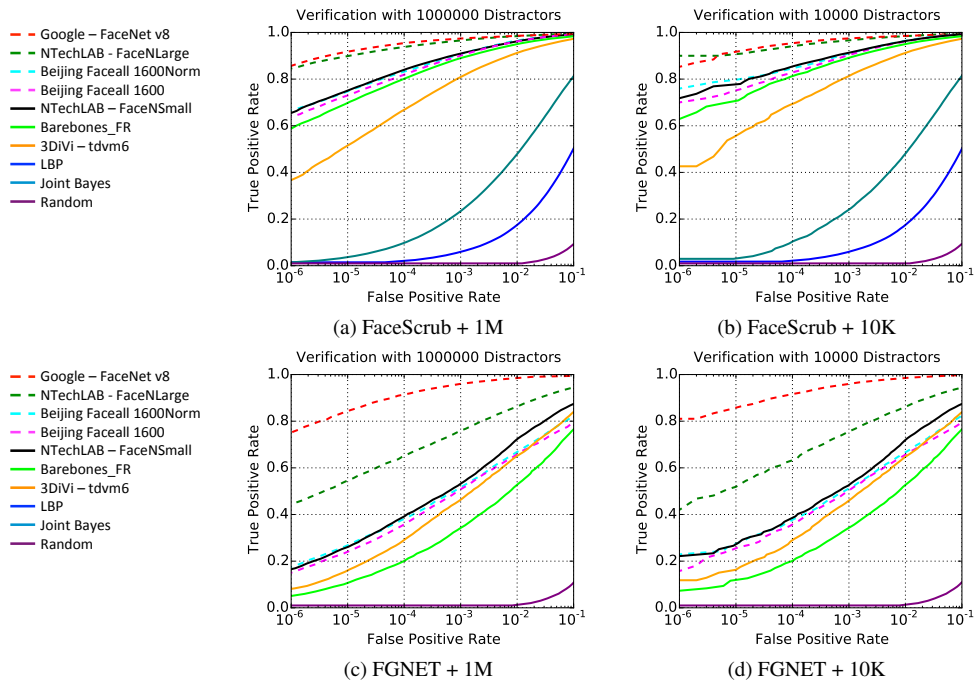 Verification with 1000000 Distractors
Google – FaceNet v8
NTechLAB - FaceNLarge
Beijing Faceall 1600Norm
Beijing Faceall 1600
NTechLAB – FaceNSmall
Barebones_FR
3DiVi – tdvm6
LBP
Joint Bayes
Random
True Positive Rate
1.0
0.8
0.6
0.4
0.2
0.0
10^-6 10^-5 10^-4 10^-3 10^-2 10^-1
False Positive Rate
(a) FaceScrub + 1M
Verification with 10000 Distractors
True Positive Rate
1.0
0.8
0.6
0.4
0.2
0.0
10^-6 10^-5 10^-4 10^-3 10^-2 10^-1
False Positive Rate
(b) FaceScrub + 10K
Verification with 1000000 Distractors
Google – FaceNet v8
NTechLAB - FaceNLarge
Beijing Faceall 1600Norm
Beijing Faceall 1600
NTechLAB – FaceNSmall
Barebones_FR
3DiVi – tdvm6
LBP
Joint Bayes
Random
True Positive Rate
1.0
0.8
0.6
0.4
0.2
0.0
10^-6 10^-5 10^-4 10^-3 10^-2 10^-1
False Positive Rate
(c) FGNET + 1M
Verification with 10000 Distractors
True Positive Rate
1.0
0.8
0.6
0.4
0.2
0.0
10^-6 10^-5 10^-4 10^-3 10^-2 10^-1
False Positive Rate
(d) FGNET + 10K